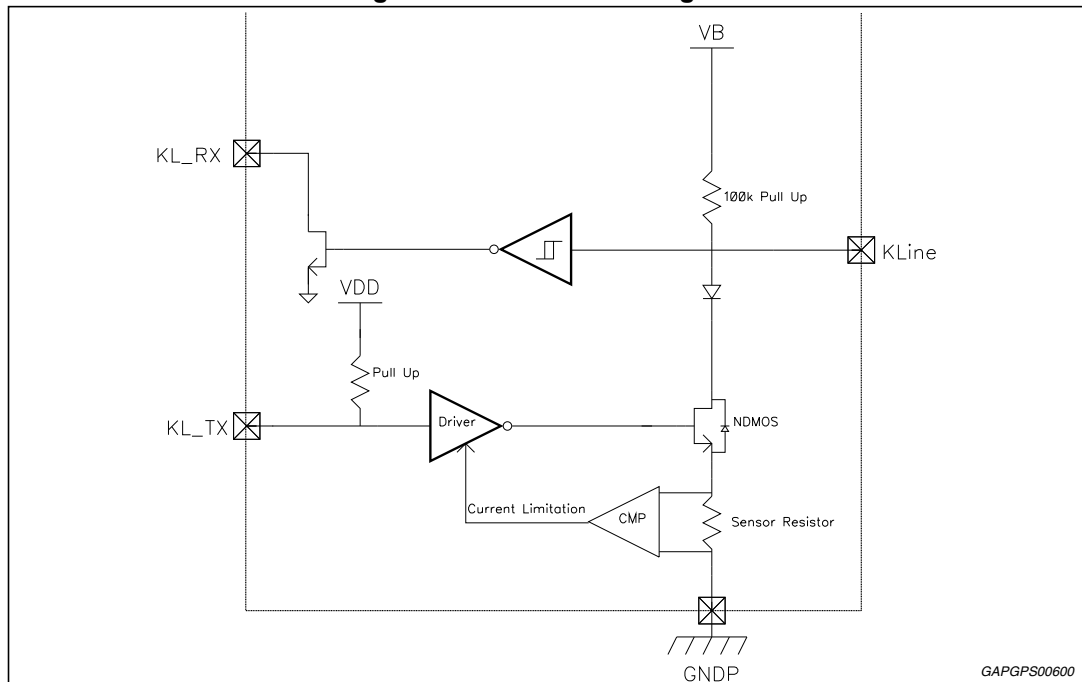 VB
KL_RX
100k Pull Up
KLine
VDD
Pull Up
KL_TX
Driver
NDMOS
Current Limitation
CMP
Sensor Resistor
GNDP
GAPGPS00600